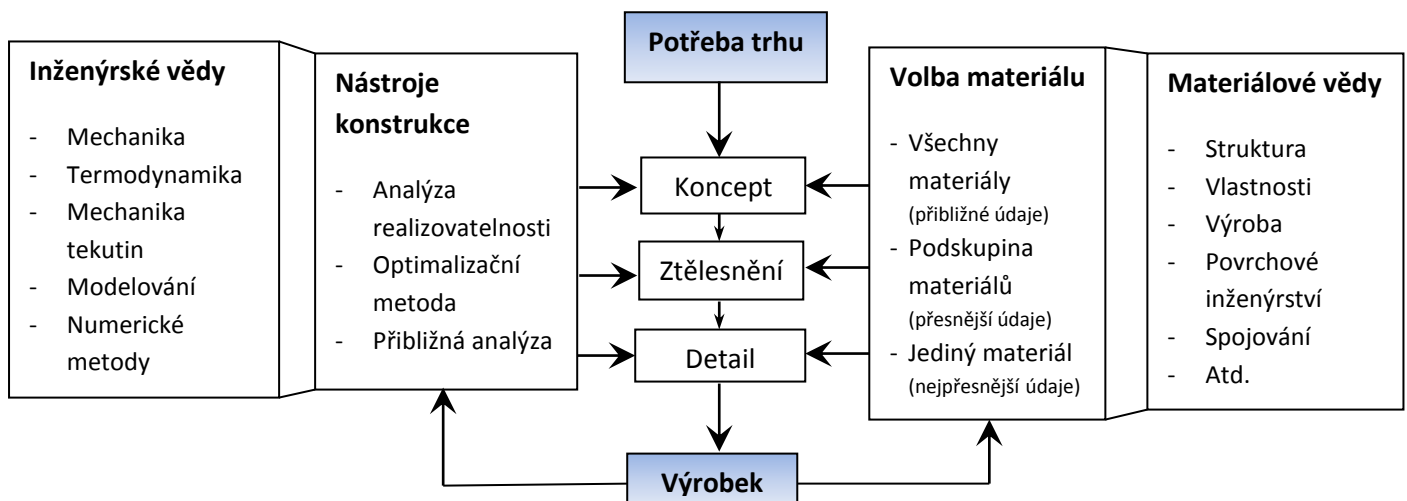 Potřeba trhu
Inženýrské vědy
- Mechanika
- Termodynamika
- Mechanika
tekutin
- Modelování
- Numerické
metody
Nástroje
konstrukce
- Analýza
realizovatelnosti
- Optimalizační
metoda
- Přibližná analýza
Koncept
Ztělesnění
Detail
Výrobek
Volba materiálu
- Všechny
materiály
(přibližné údaje)
- Podskupina
materiálů
(přesnější údaje)
- Jediný materiál
(nejpřesnější údaje)
Materiálové vědy
- Struktura
- Vlastnosti
- Výroba
- Povrchové
inženýrství
- Spojování
- Atd.